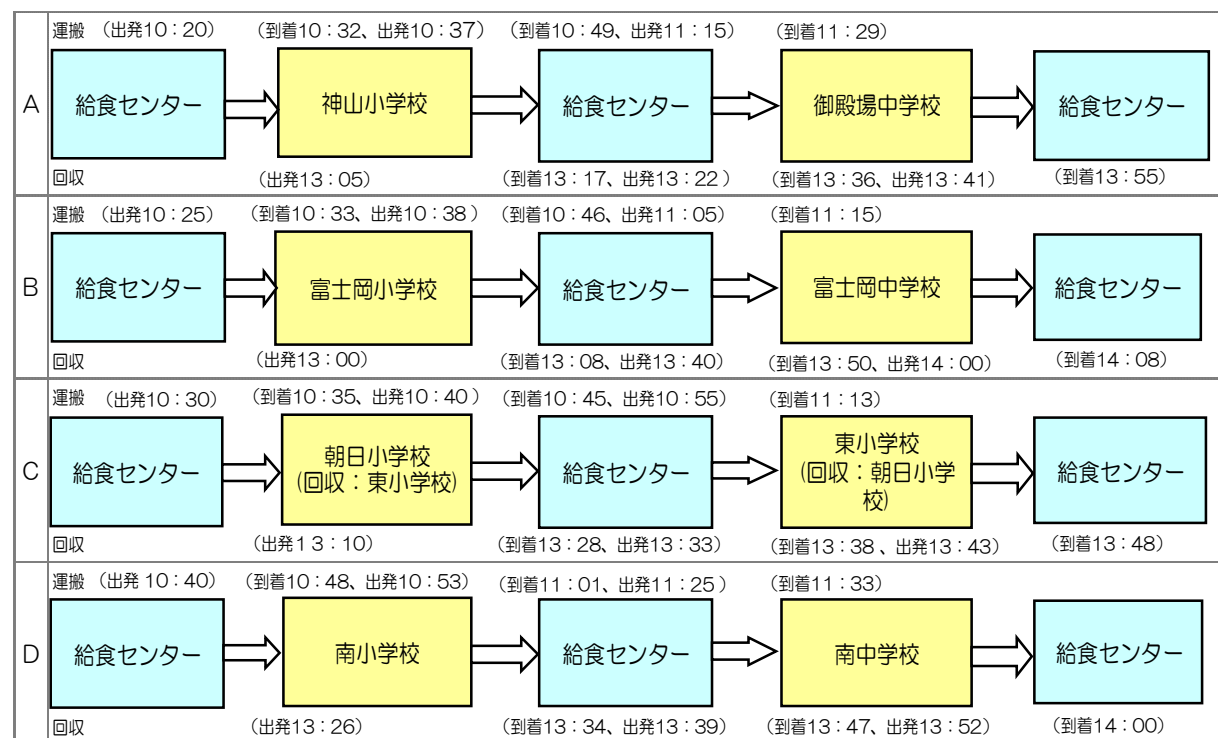 運搬 （出発10：20） （到着10：32、出発10：37） （到着10：49、出発11：15） （到着11：29）
A 給食センター 神山小学校 給食センター 御殿場中学校 給食センター
回収 （出発13：05） （到着13：17、出発13：22 ） （到着13：36、出発13：41） （到着13：55）
運搬 （出発10：25） （到着10：33、出発10：38 ） （到着10：46、出発11：05） （到着11：15）
B 給食センター 富士岡小学校 給食センター 富士岡中学校 給食センター
回収 （出発13：00） （到着13：08、出発13：40） （到着13：50、出発14：00） （到着14：08）
運搬 （出発10：30） （到着10：35、出発10：40 ） （到着10：45、出発10：55） （到着11：13）
C 給食センター 朝日小学校 給食センター 東小学校 給食センター
(回収：東小学校) (回収：朝日小学
校)
回収 （出発1３：10） （到着13：28、出発13：33） （到着13：38 、出発13：43） （到着13：48）
運搬 （出発 10：40） （到着10：48、出発10：53） （到着11：01、出発11：25 ） （到着11：33）
D 給食センター 南小学校 給食センター 南中学校 給食センター
回収 （出発13：26） （到着13：34、出発13：39） （到着13：47、出発13：52） （到着14：00）